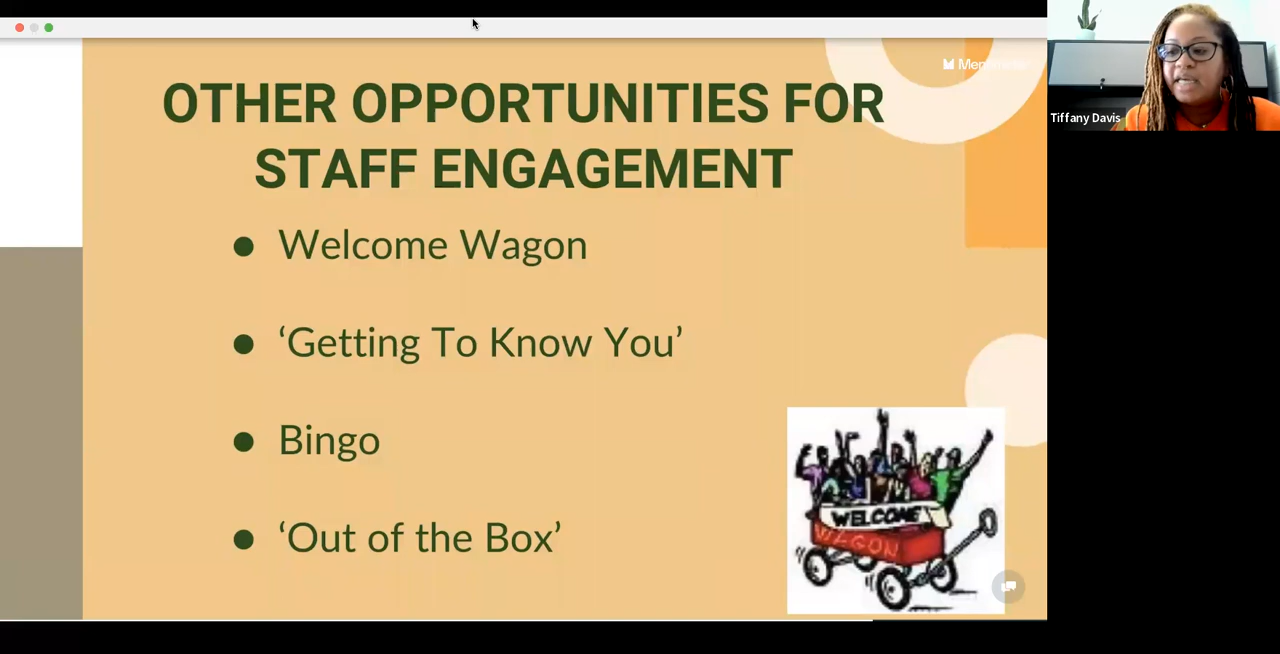 OTHER OPPORTUNITIES FOR
STAFF ENGAGEMENT
● Welcome Wagon
● ‘Getting To Know You’
● Bingo
● ‘Out of the Box’
WELCOME
WAGON
Tiffany Davis